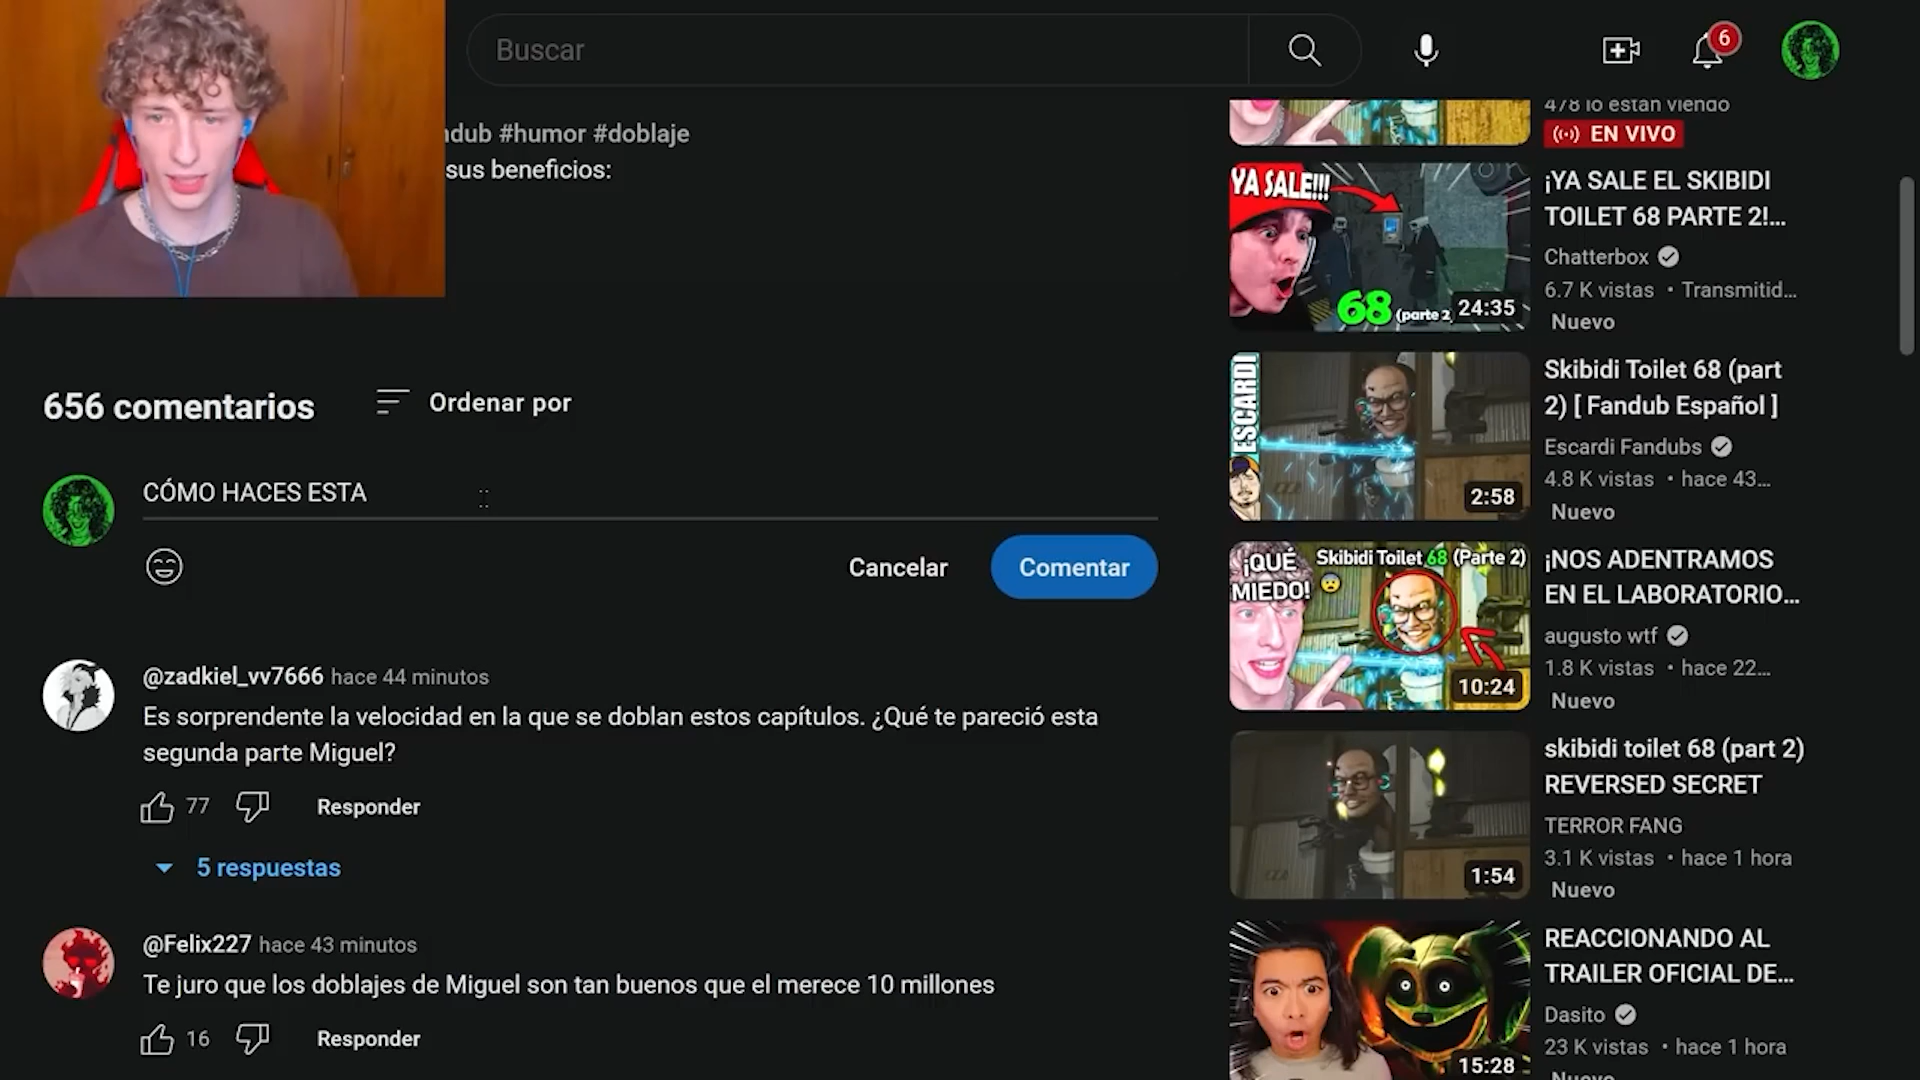 Buscar
6
ndub #humor #doblaje
sus beneficios:
656 comentarios
Ordenar por
CÓMO HACES ESTA
Cancelar
Comentar
@zadkiel_vv7666 hace 44 minutos
Es sorprendente la velocidad en la que se doblan estos capítulos. ¿Qué te pareció esta
segunda parte Miguel?
77
Responder
5 respuestas
@Felix227 hace 43 minutos
Te juro que los doblajes de Miguel son tan buenos que el merece 10 millones
16
Responder
478 lo están viendo
EN VIVO
YA SALE!!!
68 (parte 2
24:35
¡YA SALE EL SKIBIDI
TOILET 68 PARTE 2!...
Chatterbox
6.7 K vistas • Transmitid...
Nuevo
ESCARDI
2:58
Skibidi Toilet 68 (part
2) [ Fandub Español ]
Escardi Fandubs
4.8 K vistas • hace 43...
Nuevo
¡QUÉ
MIEDO!
Skibidi Toilet 68 (Parte 2)
10:24
¡NOS ADENTRAMOS
EN EL LABORATORIO...
augusto wtf
1.8 K vistas • hace 22...
Nuevo
1:54
skibidi toilet 68 (part 2)
REVERSED SECRET
TERROR FANG
3.1 K vistas • hace 1 hora
Nuevo
15:28
REACCIONANDO AL
TRAILER OFICIAL DE...
Dasito
23 K vistas • hace 1 hora
Nuevo